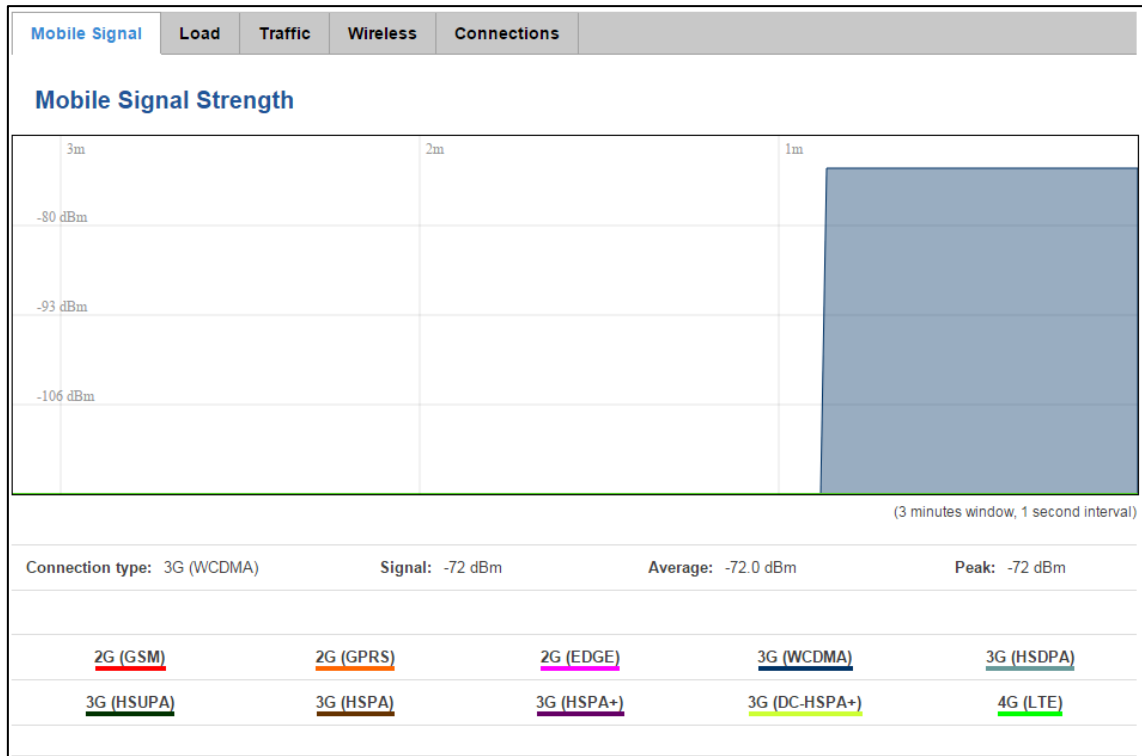 Mobile Signal Load Traffic Wireless Connections
Mobile Signal Strength
3m 2m 1m
-80 dBm
-93 dBm
-106 dBm
(3 minutes window, 1 second interval)
Connection type: 3G (WCDMA) Signal: -72 dBm Average: -72.0 dBm Peak: -72 dBm
2G (GSM) 2G (GPRS) 2G (EDGE) 3G (WCDMA) 3G (HSDPA)
3G (HSUPA) 3G (HSPA) 3G (HSPA+) 3G (DC-HSPA+) 4G (LTE)